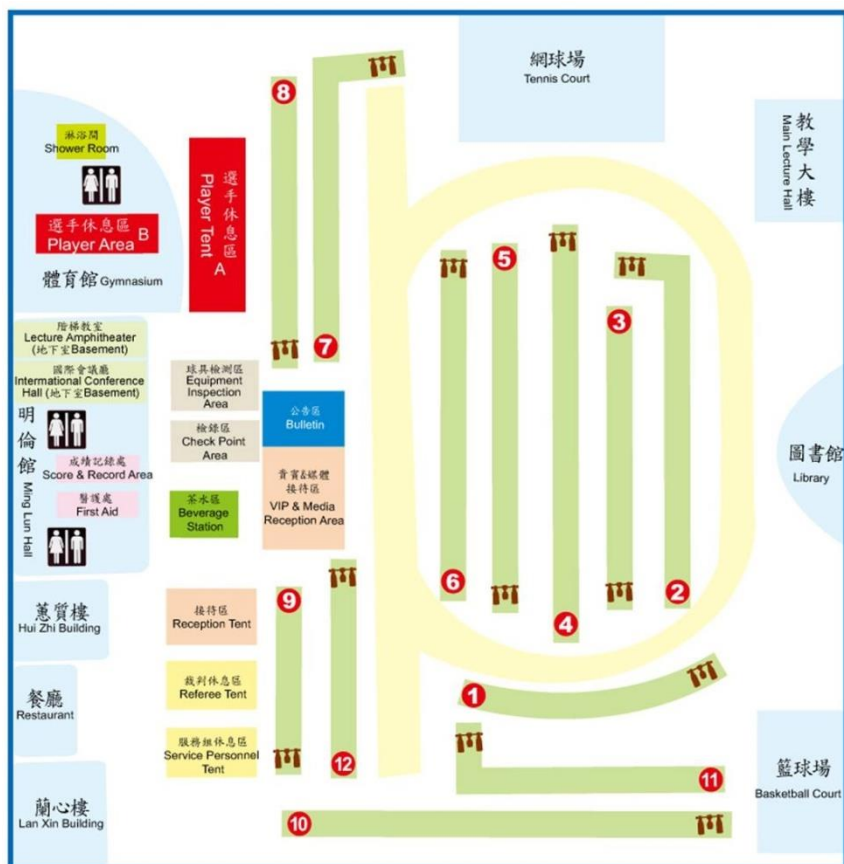 網球場
Tennis Court
教學大樓
Main Lecture Hall
8
淋浴間
Shower Room
選手休息區 B
Player Area
選手休息區 A
Player Tent
體育館 Gymnasium
5
3
7
階梯教室
Lecture Amphitheater
(地下室Basement)
國際會議廳
International Conference
Hall (地下室Basement)
球具檢測區
Equipment
Inspection
Area
公告區
Bulletin
檢錄區
Check Point
Area
明倫館
Ming Lun Hall
成績記錄處
Score & Record Area
醫護處
First Aid
貴賓&媒體
接待區
VIP & Media
Reception Area
茶水區
Beverage
Station
圖書館
Library
6
4
2
9
蕙質樓
Hui Zhi Building
接待區
Reception Tent
餐廳
Restaurant
裁判休息區
Referee Tent
1
服務組休息區
Service Personnel
Tent
12
11
籃球場
Basketball Court
蘭心樓
Lan Xin Building
10